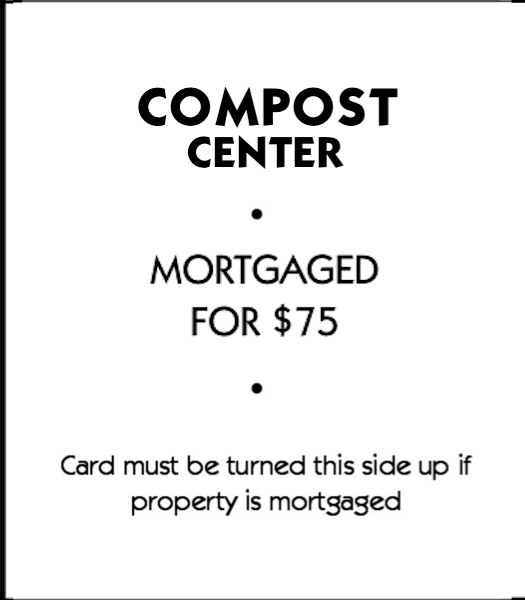 COMPOST
CENTER
•
MORTGAGED
FOR $75
•
Card must be turned this side up if
property is mortgaged